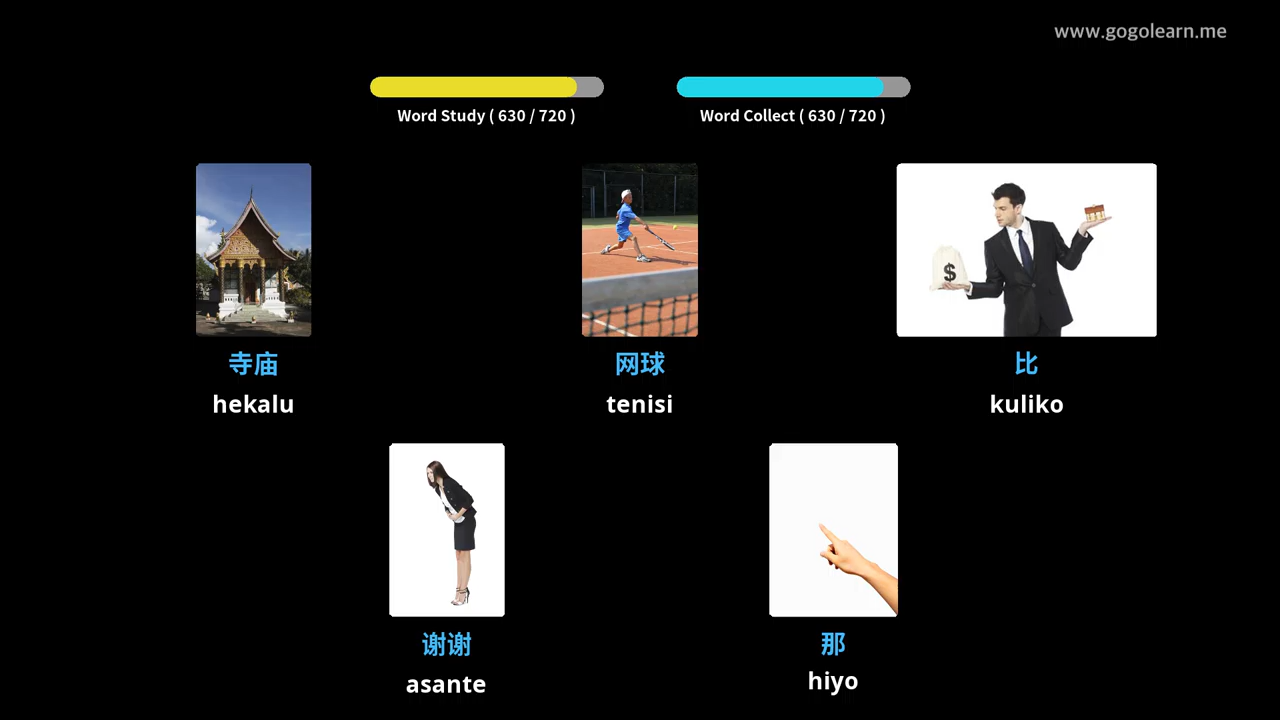 www.gogolearn.me
Word Study ( 630 / 720 )
Word Collect ( 630 / 720 )
$
寺庙
网球
比
hekalu
tenisi
kuliko
谢谢
那
asante
hiyo